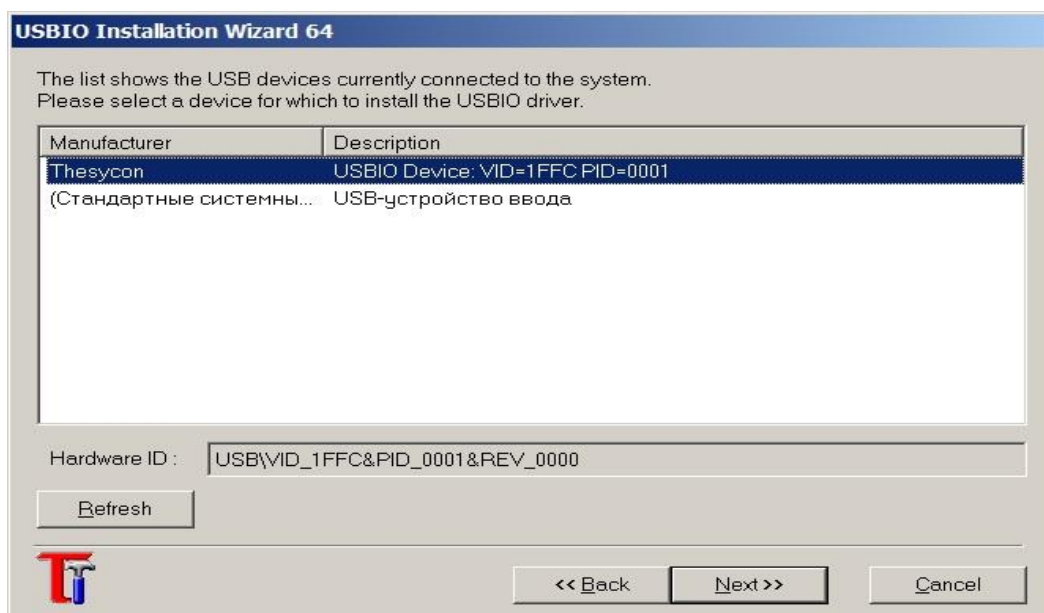 USBIO Installation Wizard 64
The list shows the USB devices currently connected to the system.
Please select a device for which to install the USBIO driver.
Manufacturer Description
Thesycon USBIO Device: VID=1FFC PID=0001
(Стандартные системны... USB-устройство ввода
Hardware ID : USB\VID_1FFC&PID_0001&REV_0000
Refresh
<< Back Next >> Cancel